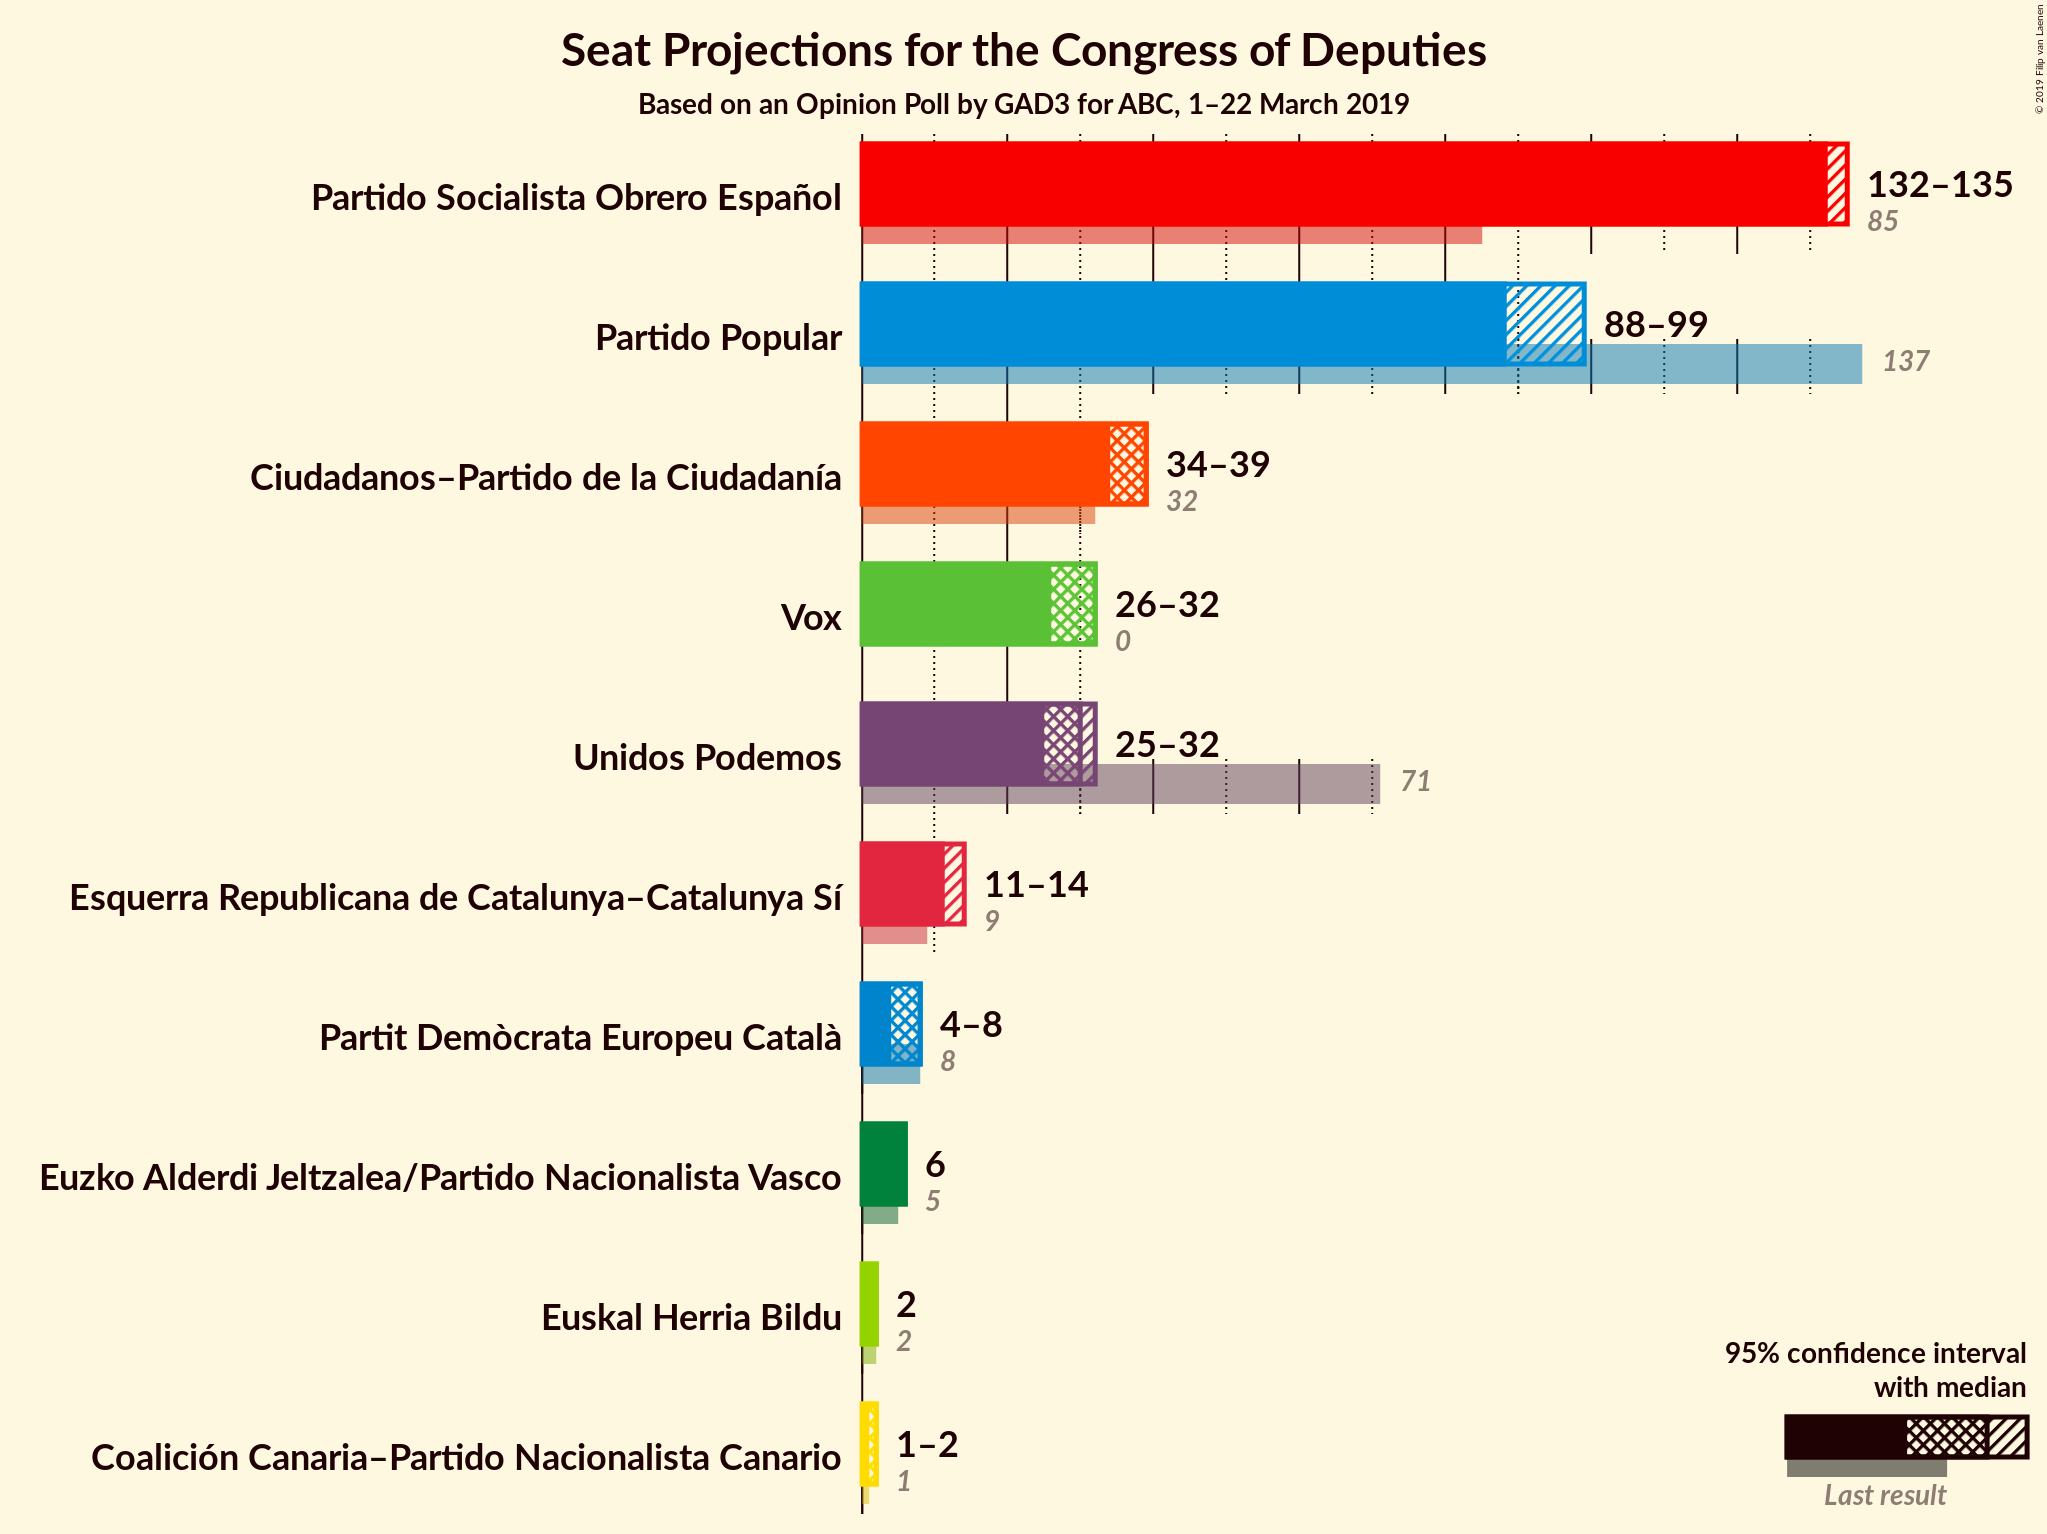 Seat Projections for the Congress of Deputies
Based on an Opinion Poll by GAD3 for ABC, 1–22 March 2019
© 2019 Filip van Laenen
Partido Socialista Obrero Español
132–135
85
Partido Popular
88–99
137
Ciudadanos–Partido de la Ciudadanía
34–39
32
Vox
26–32
0
Unidos Podemos
25–32
71
Esquerra Republicana de Catalunya–Catalunya Sí
11–14
9
Partit Demòcrata Europeu Català
4–8
8
Euzko Alderdi Jeltzalea/Partido Nacionalista Vasco
6
5
Euskal Herria Bildu
2
2
Coalición Canaria–Partido Nacionalista Canario
1–2
1
95% confidence interval
with median
Last result